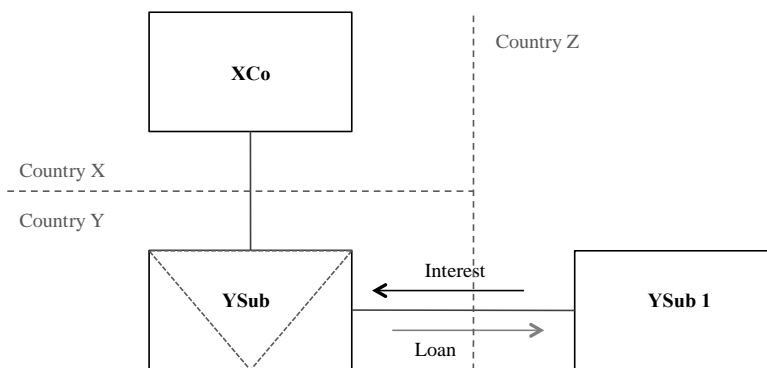 Country Z
XCo
Country X
Country Y
Interest
YSub
YSub 1
Loan